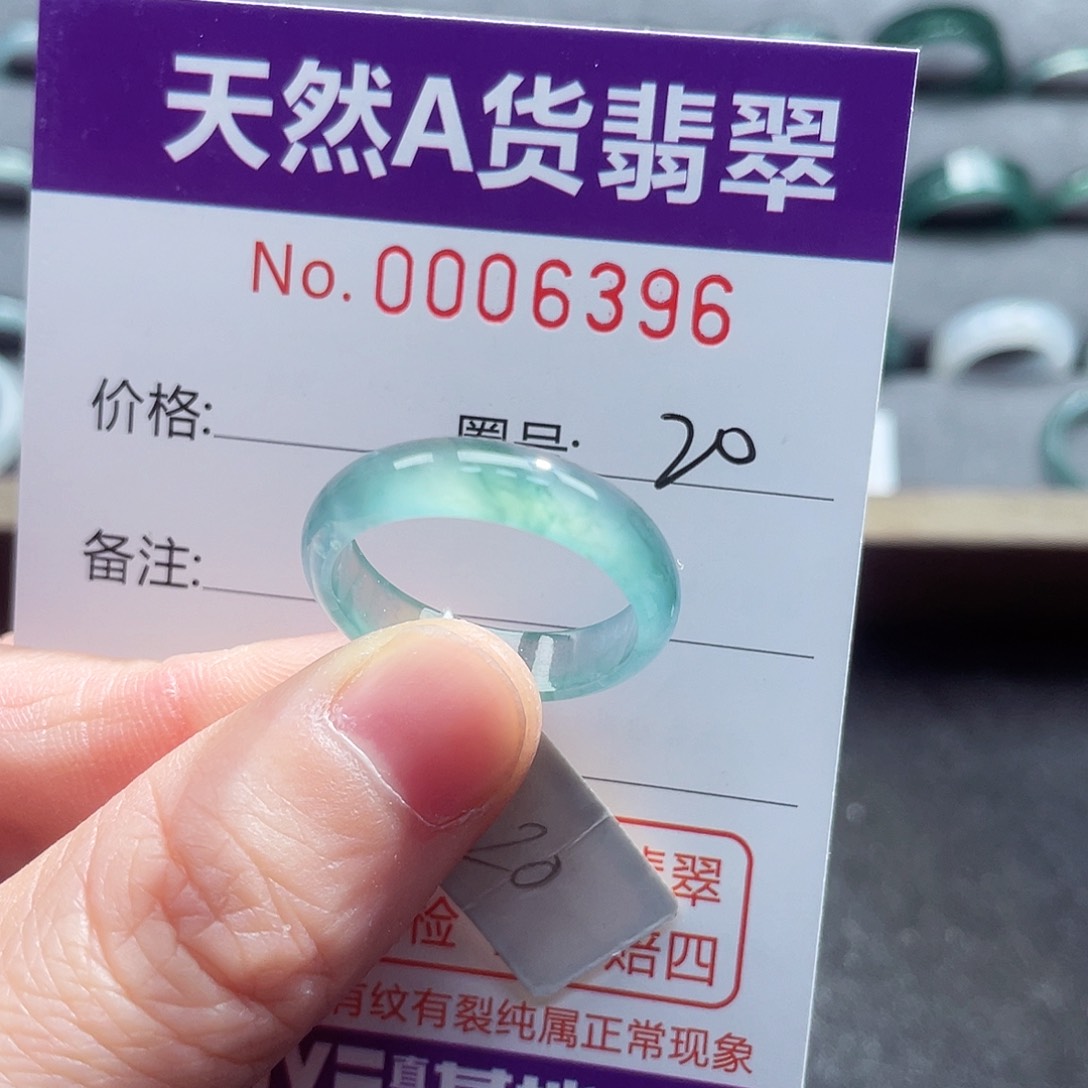 天然A货翡翠
No. 0006396
价格:
圈号: 20
备注:
20
翡翠
检 赔四
有纹有裂纯属正常现象